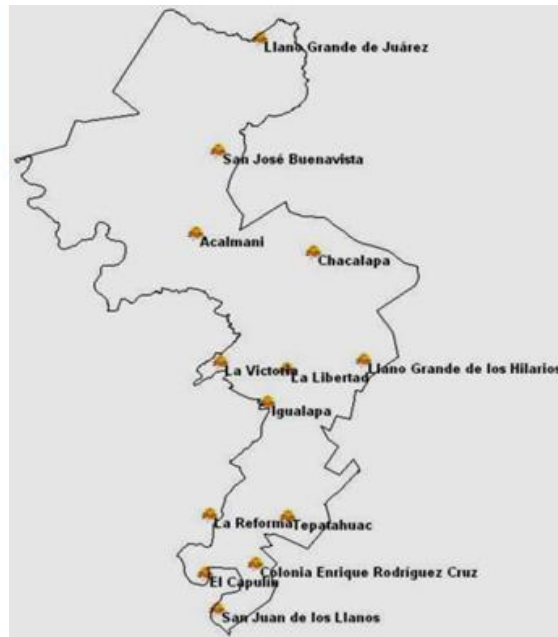 Llano Grande de Juárez
San José Buenavista
Acalmani
Chacalapa
La Victoria
La Libertad
Llano Grande de los Hilarios
Igualapa
La Reforma
Tepatahuac
Colonia Enrique Rodríguez Cruz
El Capulín
San Juan de los Llanos